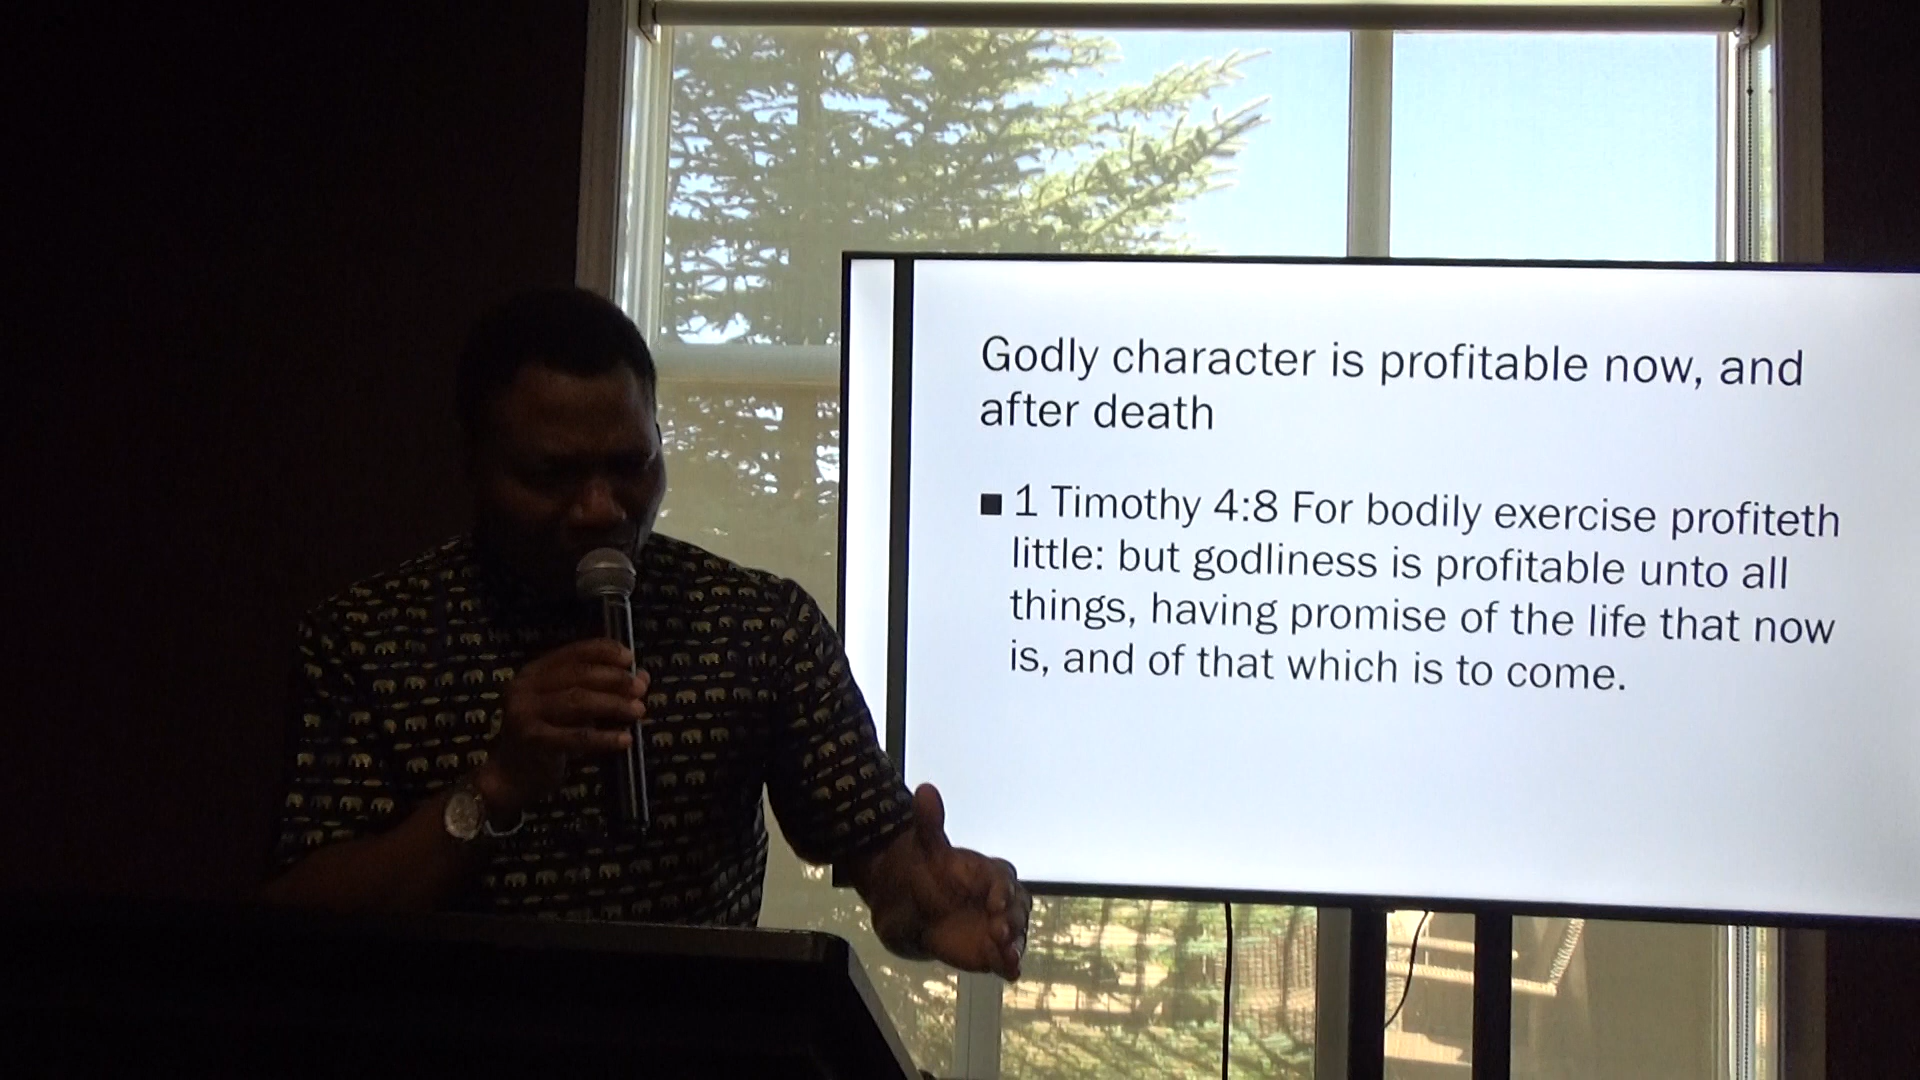 Godly character is profitable now, and
after death
■ 1 Timothy 4:8 For bodily exercise profiteth
little: but godliness is profitable unto all
things, having promise of the life that now
is, and of that which is to come.